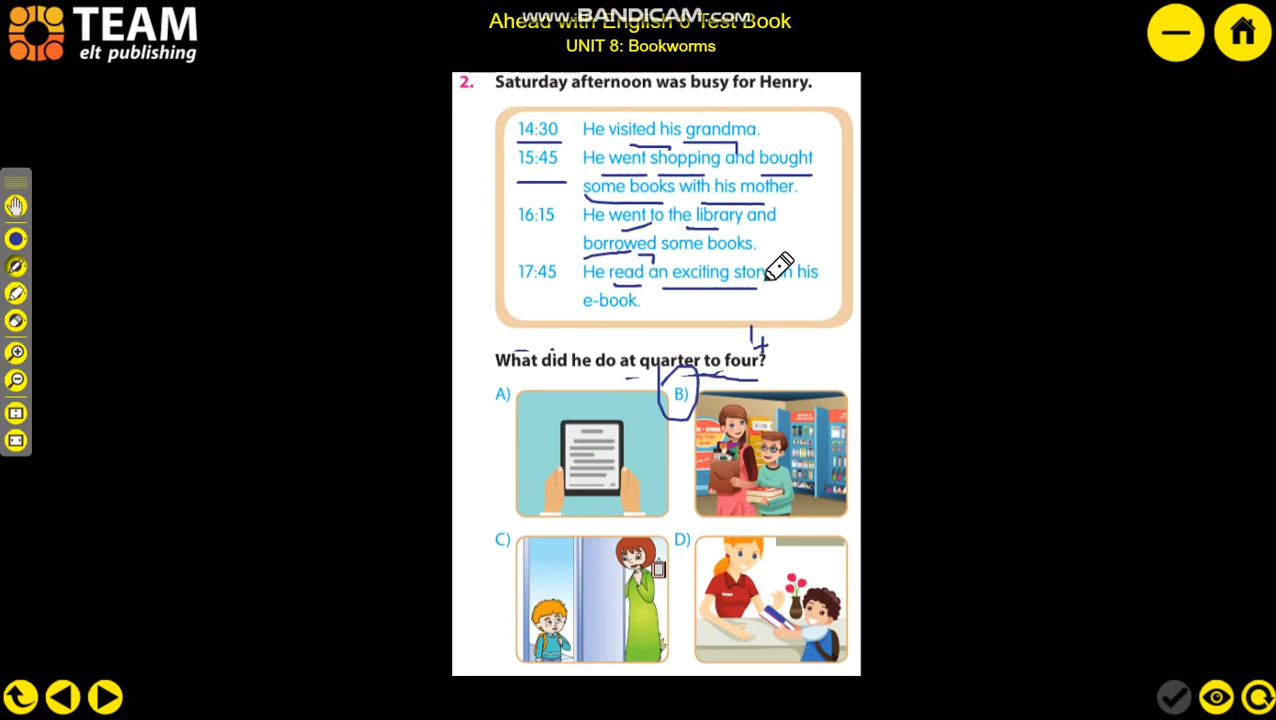 TEAM
elt publishing
www.BANDICAM.com
Ahead with English 6 Test Book
UNIT 8: Bookworms
2. Saturday afternoon was busy for Henry.
14:30 He visited his grandma.
15:45 He went shopping and bought
some books with his mother.
16:15 He went to the library and
borrowed some books.
17:45 He read an exciting story in his
e-book.
4
What did he do at quarter to four?
A)
B)
C)
D)